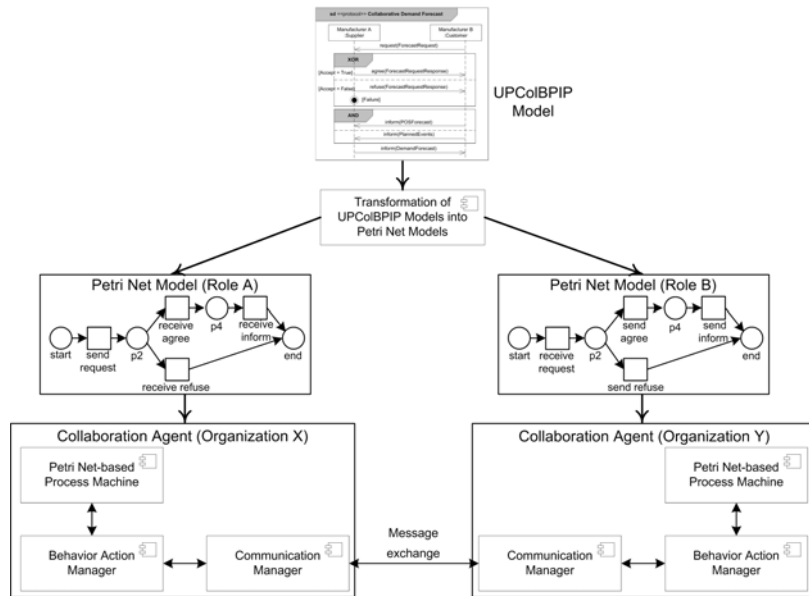 sd <<protocol>> Collaborative Demand Forecast
Manufacturer A
:Supplier
Manufacturer B
:Customer
request(ForecastRequest)
XOR
[Accept = True]
agree(ForecastRequestResponse)
[Accept = False]
refuse(ForecastRequestResponse)
[Failure]
AND
inform(POSForecast)
inform(PlannedEvents)
inform(DemandForecast)
UPColBPIP
Model
Transformation of
UPColBPIP Models into
Petri Net Models
Petri Net Model (Role A)
start
send
request
p2
receive
agree
p4
receive
inform
end
receive refuse
Petri Net Model (Role B)
start
receive
request
p2
send
agree
p4
send
inform
end
send refuse
Collaboration Agent (Organization X)
Petri Net-based
Process Machine
Behavior Action
Manager
Communication
Manager
Message
exchange
Collaboration Agent (Organization Y)
Petri Net-based
Process Machine
Communication
Manager
Behavior Action
Manager